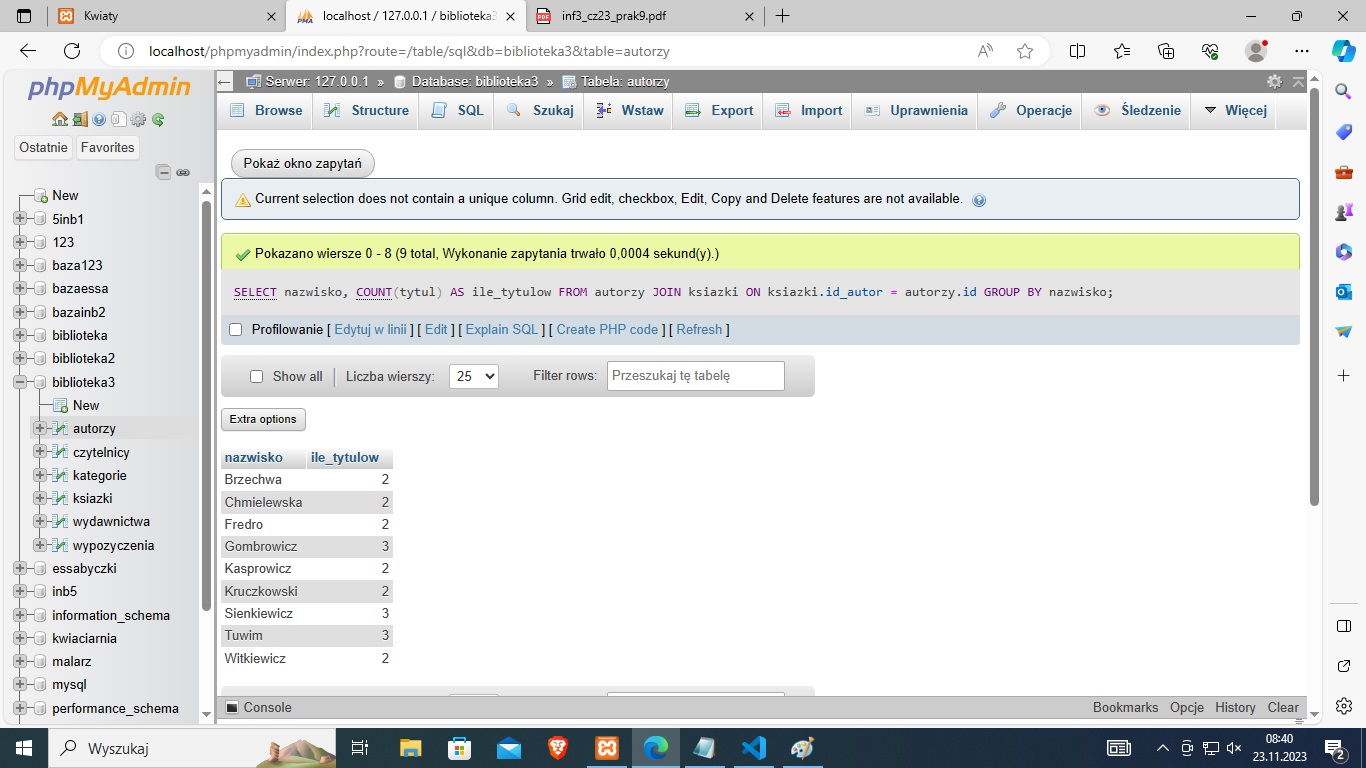 Kwiaty
localhost / 127.0.0.1 / biblioteka3
inf3_cz23_prak9.pdf
localhost/phpmyadmin/index.php?route=/table/sql&db=biblioteka3&table=autorzy
phpMyAdmin
Ostatnie Favorites
New
5inb1
123
baza123
bazaessa
bazainb2
biblioteka
biblioteka2
biblioteka3
New
autorzy
czytelnicy
kategorie
ksiazki
wydawnictwa
wypozyczenia
essabyczki
inb5
information_schema
kwiaciarnia
malarz
mysql
performance_schema
Serwer: 127.0.0.1 » Database: biblioteka3 » Tabela: autorzy
Browse Structure SQL Szukaj Wstaw Export Import Uprawnienia Operacje Śledzenie Więcej
Pokaż okno zapytań
Current selection does not contain a unique column. Grid edit, checkbox, Edit, Copy and Delete features are not available.
Pokazano wiersze 0 - 8 (9 total, Wykonanie zapytania trwało 0,0004 sekund(y).)
SELECT nazwisko, COUNT(tytul) AS ile_tytulow FROM autorzy JOIN ksiazki ON ksiazki.id_autor = autorzy.id GROUP BY nazwisko;
Profilowanie [ Edytuj w linii ] [ Edit ] [ Explain SQL ] [ Create PHP code ] [ Refresh ]
Show all Liczba wierszy: 25 Filter rows: Przeszukaj tę tabelę
Extra options
nazwisko ile_tytulow
Brzechwa 2
Chmielewska 2
Fredro 2
Gombrowicz 3
Kasprowicz 2
Kruczkowski 2
Sienkiewicz 3
Tuwim 3
Witkiewicz 2
Console Bookmarks Opcje History Clear
Wyszukaj
08:40
23.11.2023
2